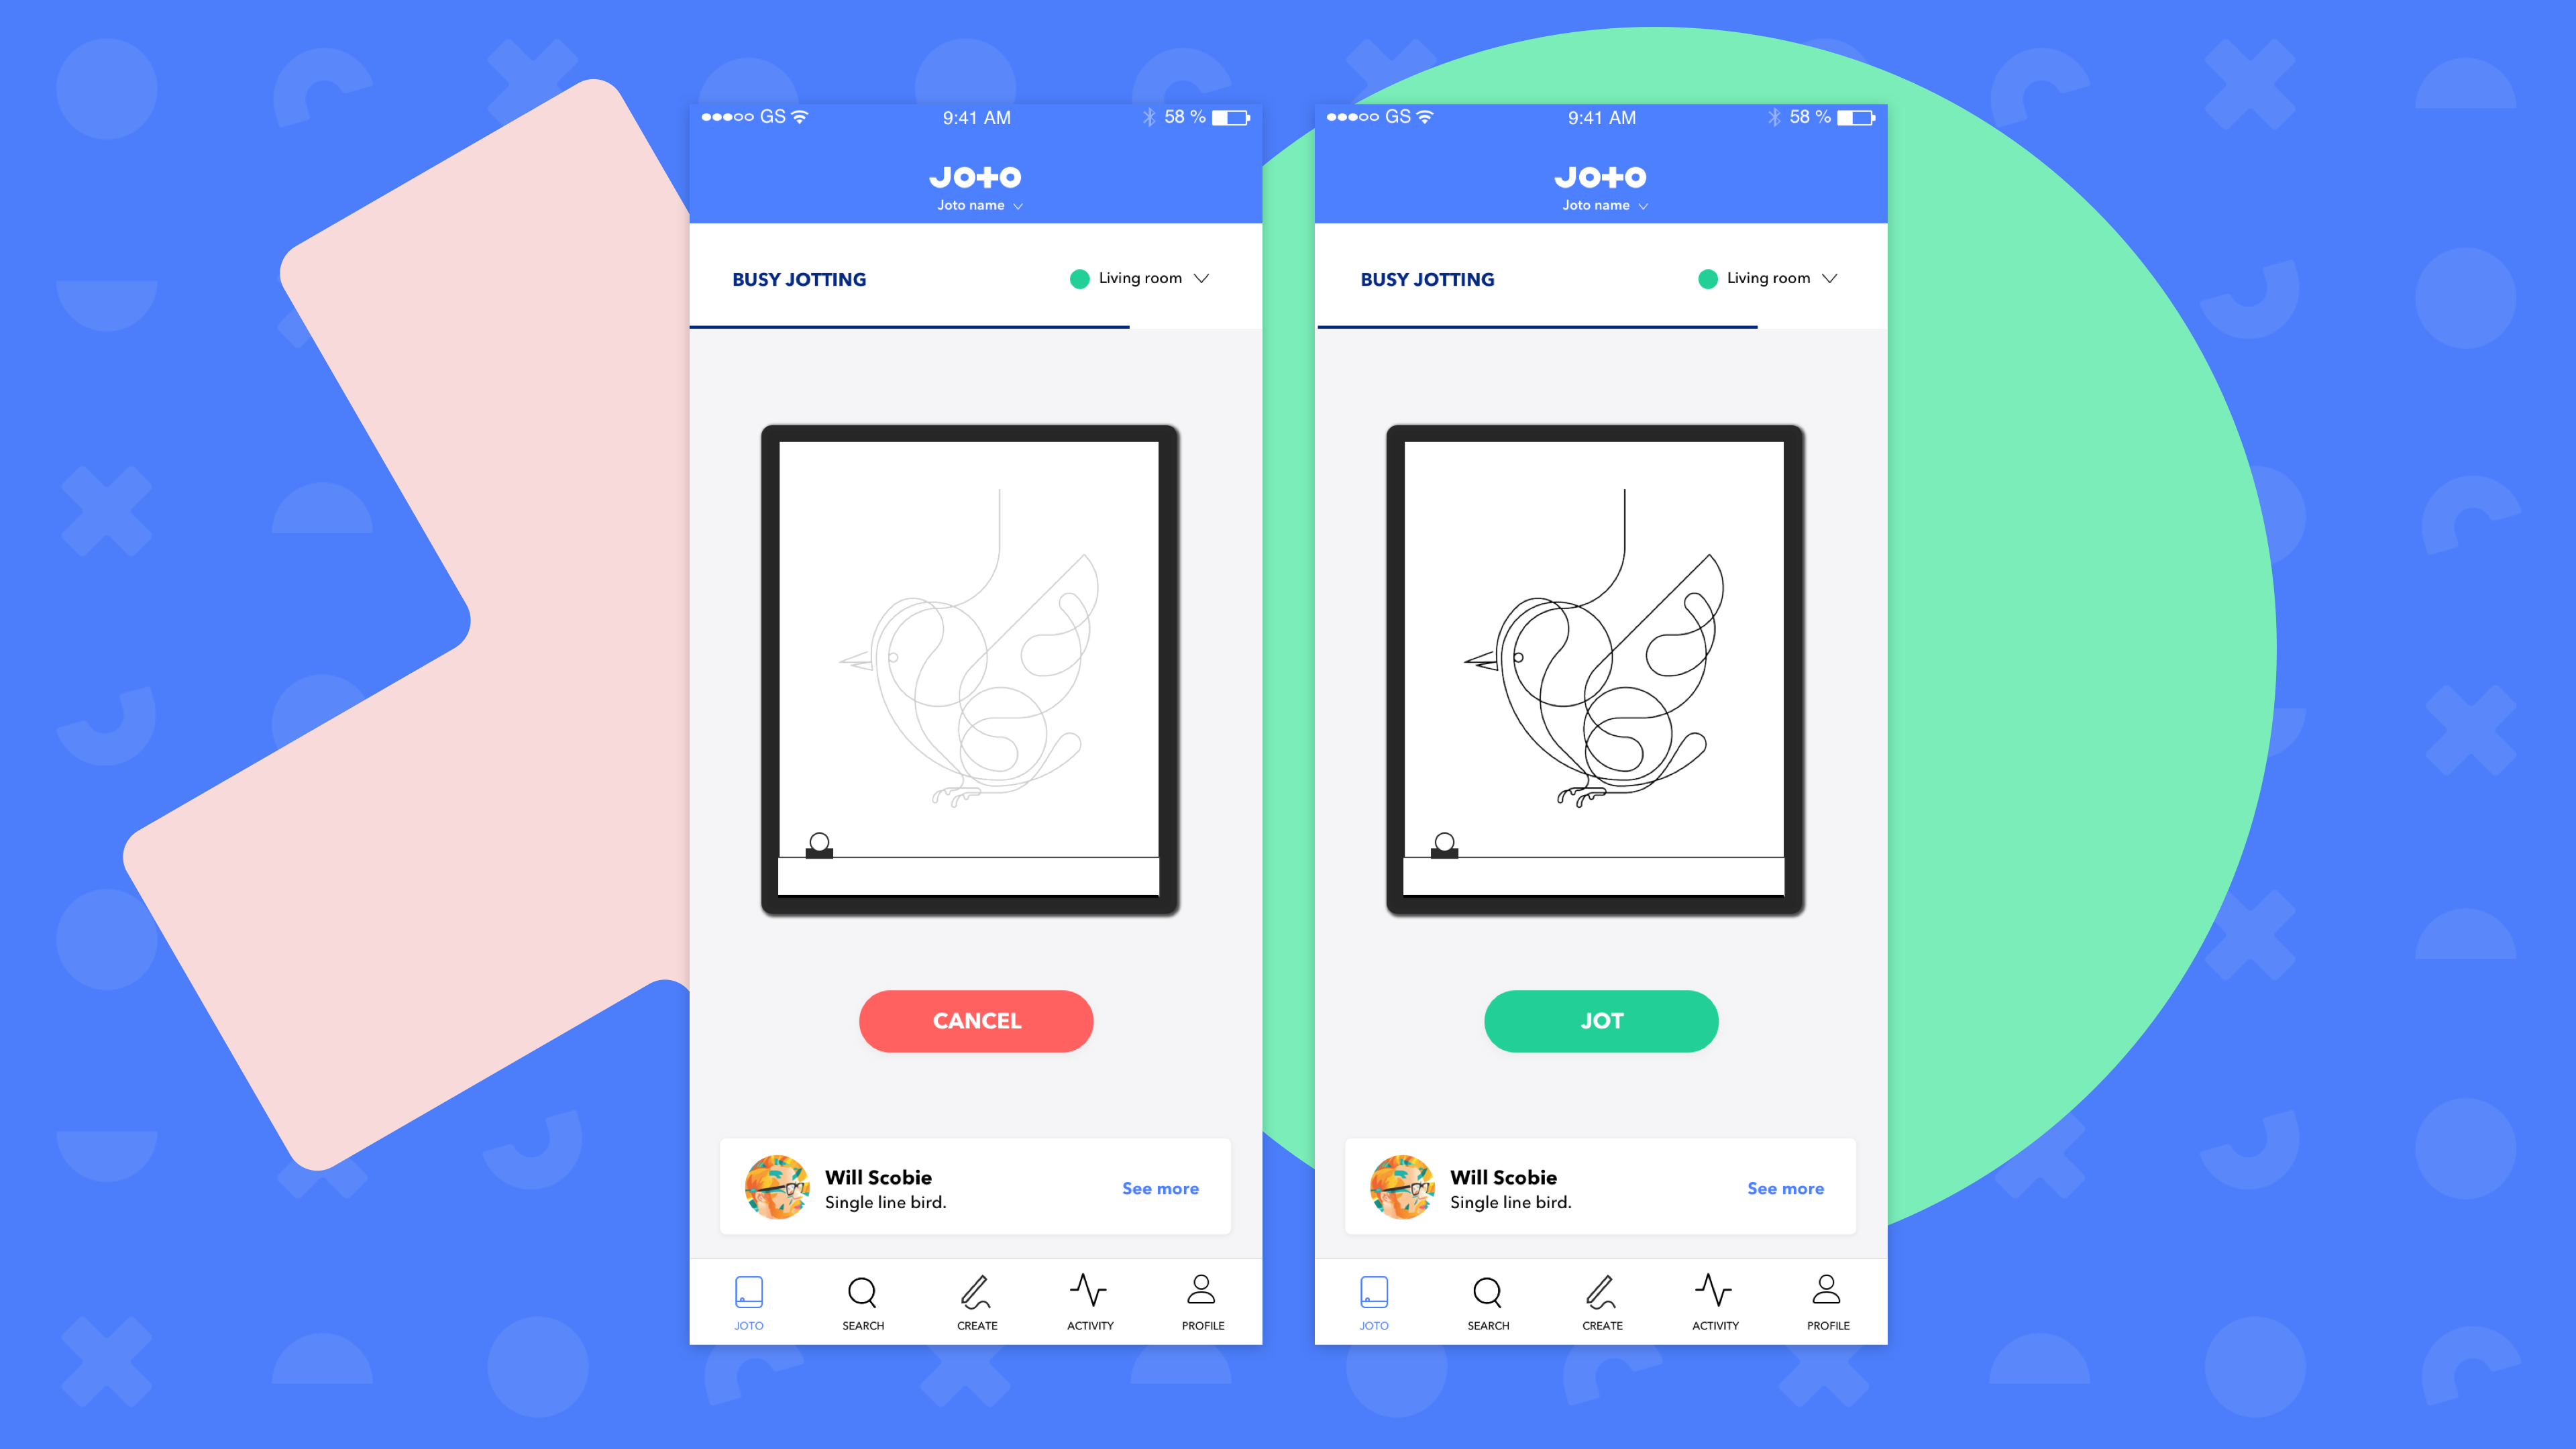 GS 9:41 AM 58 %
JOTO
Joto name
BUSY JOTTING Living room
CANCEL
Will Scobie
Single line bird.
See more
JOTO SEARCH CREATE ACTIVITY PROFILE
GS 9:41 AM 58 %
JOTO
Joto name
BUSY JOTTING Living room
JOT
Will Scobie
Single line bird.
See more
JOTO SEARCH CREATE ACTIVITY PROFILE